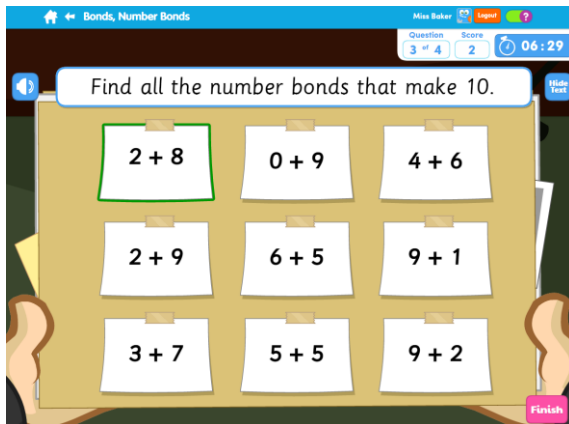 Bonds, Number Bonds
Miss Baker
Logout
?
Question
3 of 4
Score
2
06:29
Find all the number bonds that make 10.
Hide
Text
2 + 8
0 + 9
4 + 6
2 + 9
6 + 5
9 + 1
3 + 7
5 + 5
9 + 2
Finish